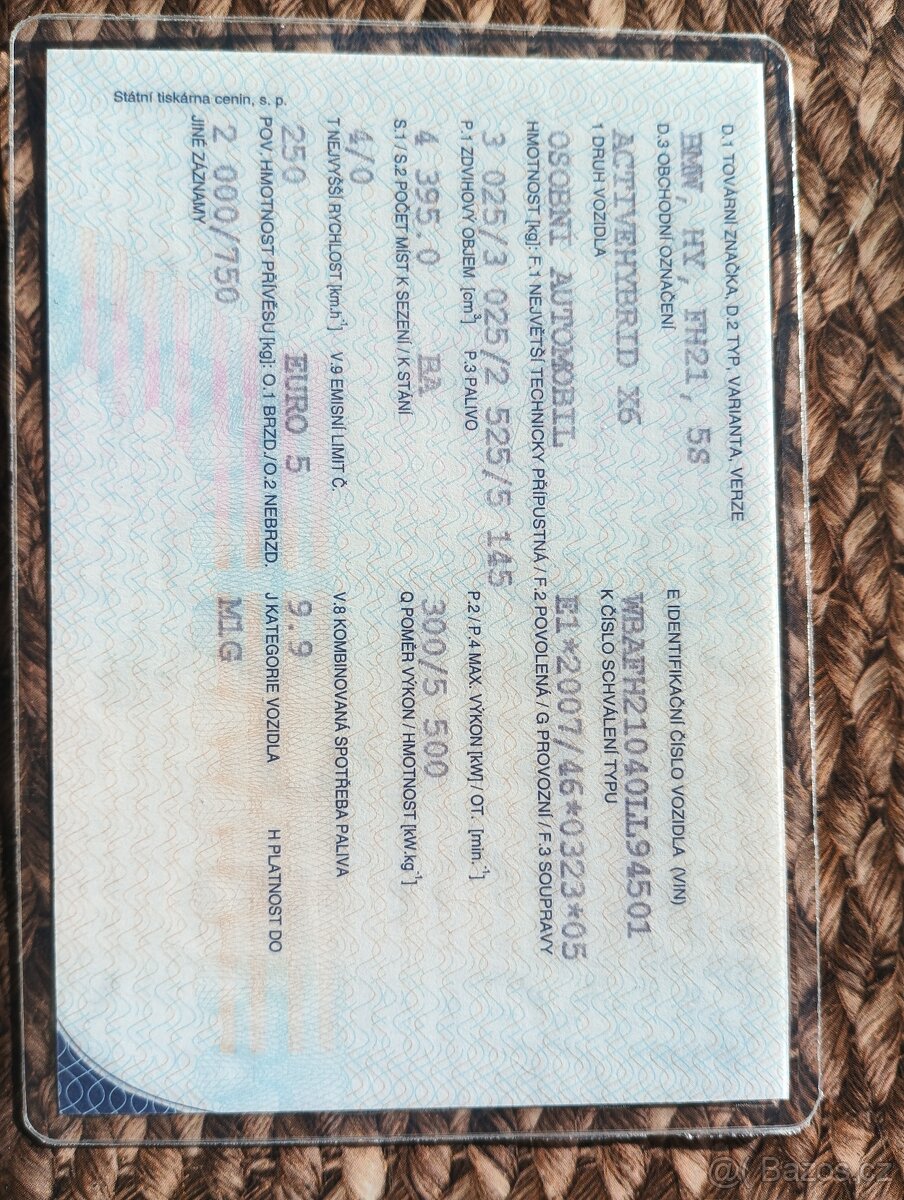 D.1 TOVÁRNÍ ZNAČKA, D.2 TYP, VARIANTA, VERZE
BMW, HY, FH21, 5S
D.3 OBCHODNÍ OZNAČENÍ
E IDENTIFIKAČNÍ ČÍSLO VOZIDLA (VIN)
ACTIVEHYBRID X6
WBAFH21040LL94501
1 DRUH VOZIDLA
K ČÍSLO SCHVÁLENÍ TYPU
OSOBNÍ AUTOMOBIL
E1*2007/46*0323*05
HMOTNOST [kg]: F.1 NEJVĚTŠÍ TECHNICKY PŘÍPUSTNÁ / F.2 POVOLENÁ / G PROVOZNÍ / F.3 SOUPRAVY
3 025/3 025/2 525/5 145
P.1 ZDVIHOVÝ OBJEM [cm³]
P.3 PALIVO
P.2 / P.4 MAX. VÝKON [kW] / OT. [min.⁻¹]
4 395.0
BA
300/5 500
S.1 / S.2 POČET MÍST K SEZENÍ / K STÁNÍ
Q POMĚR VÝKON / HMOTNOST [kW.kg⁻¹]
4/0
T NEJVYŠŠÍ RYCHLOST [km.h⁻¹]
V.9 EMISNÍ LIMIT Č.
V.8 KOMBINOVANÁ SPOTŘEBA PALIVA
250
EURO 5
9.9
POV. HMOTNOST PŘÍVĚSU [kg]: O.1 BRZD./O.2 NEBRZD.
J KATEGORIE VOZIDLA
H PLATNOST DO
2 000/750
M1G
JINÉ ZÁZNAMY
Státní tiskárna cenin, s. p.
@ Bazos.cz